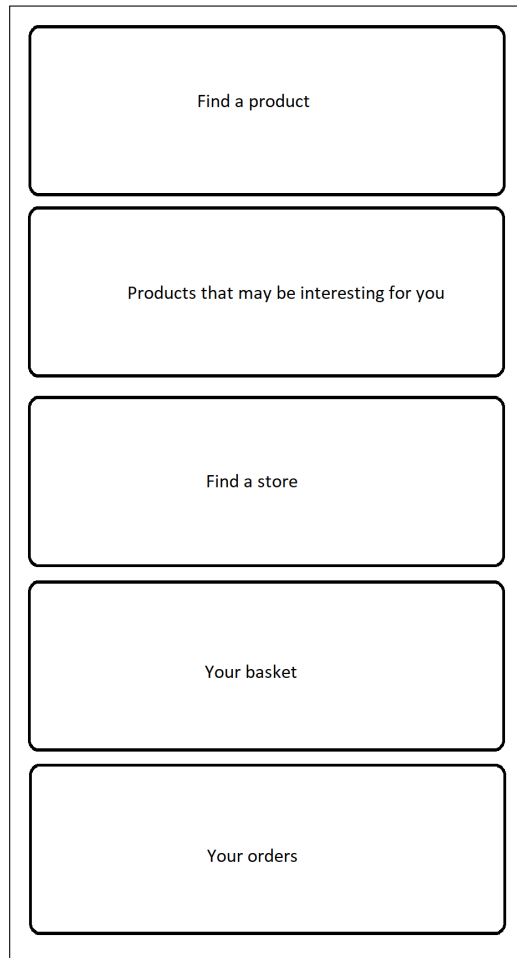 Find a product
Products that may be interesting for you
Find a store
Your basket
Your orders